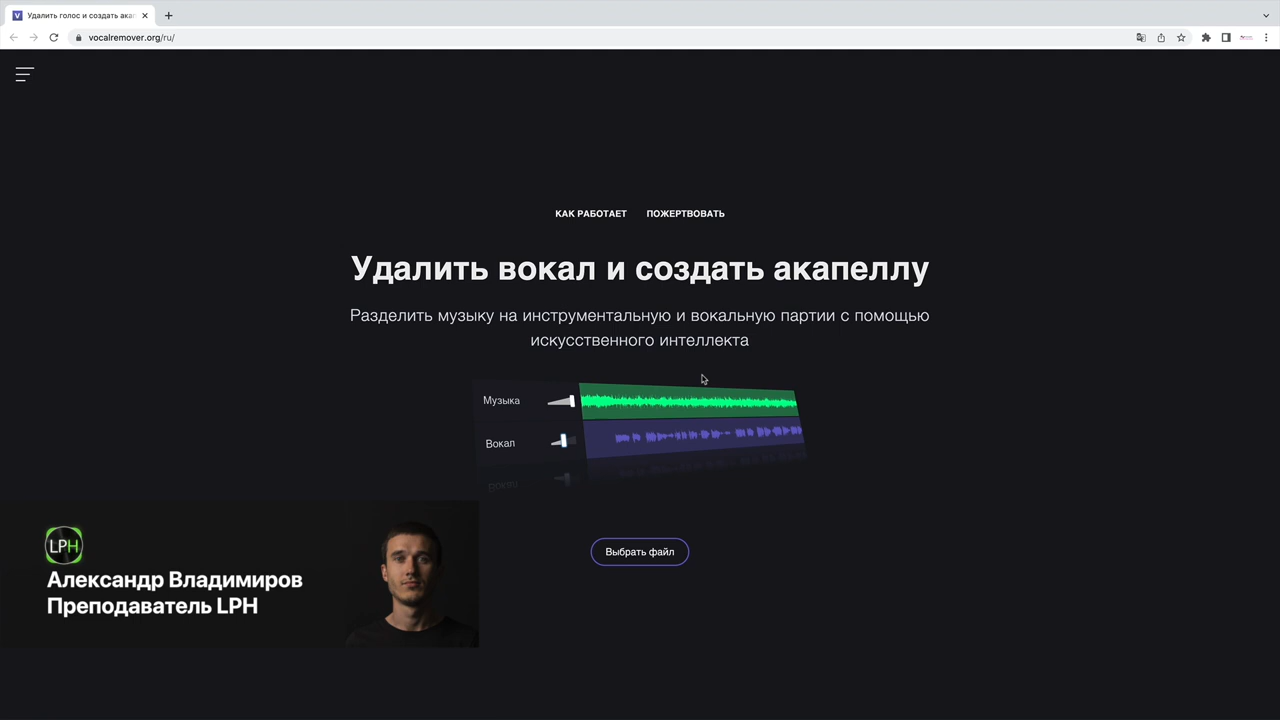 Удалить голос и создать ака
vocalremover.org/ru/
КАК РАБОТАЕТ ПОЖЕРТВОВАТЬ
Удалить вокал и создать акапеллу
Разделить музыку на инструментальную и вокальную партии с помощью
искусственного интеллекта
Музыка
Вокал
Вокал
Выбрать файл
LPH
Александр Владимиров
Преподаватель LPH